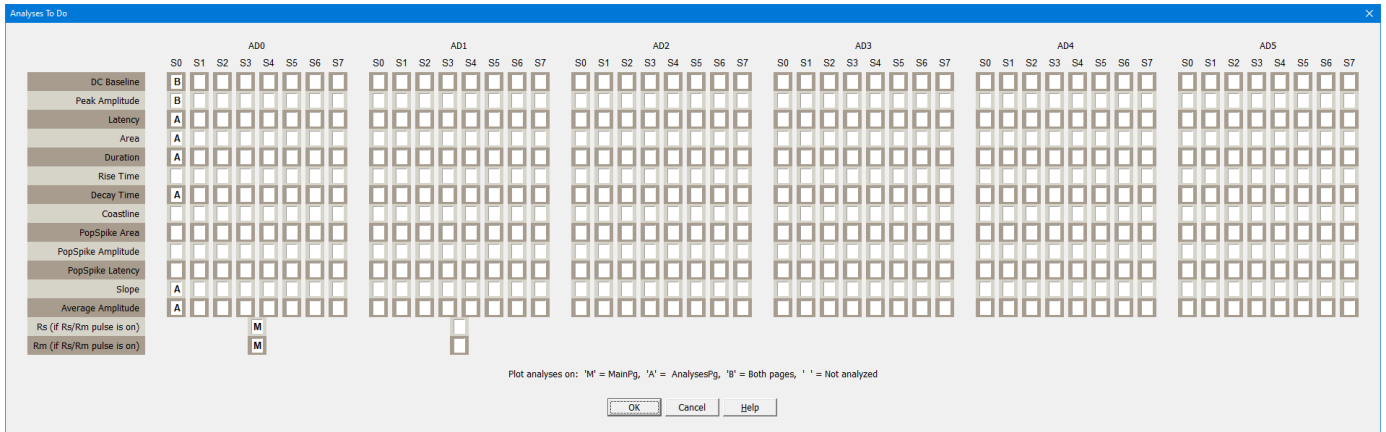 Analyses To Do
AD0 AD1 AD2 AD3 AD4 AD5
S0 S1 S2 S3 S4 S5 S6 S7 S0 S1 S2 S3 S4 S5 S6 S7 S0 S1 S2 S3 S4 S5 S6 S7 S0 S1 S2 S3 S4 S5 S6 S7 S0 S1 S2 S3 S4 S5 S6 S7 S0 S1 S2 S3 S4 S5 S6 S7
DC Baseline B
Peak Amplitude B
Latency A
Area A
Duration A
Rise Time
Decay Time A
Coastline
PopSpike Area
PopSpike Amplitude
PopSpike Latency
Slope A
Average Amplitude A
Rs (if Rs/Rm pulse is on) M
Rm (if Rs/Rm pulse is on) M
Plot analyses on: 'M' = MainPg, 'A' = AnalysesPg, 'B' = Both pages, ' ' = Not analyzed
OK Cancel Help